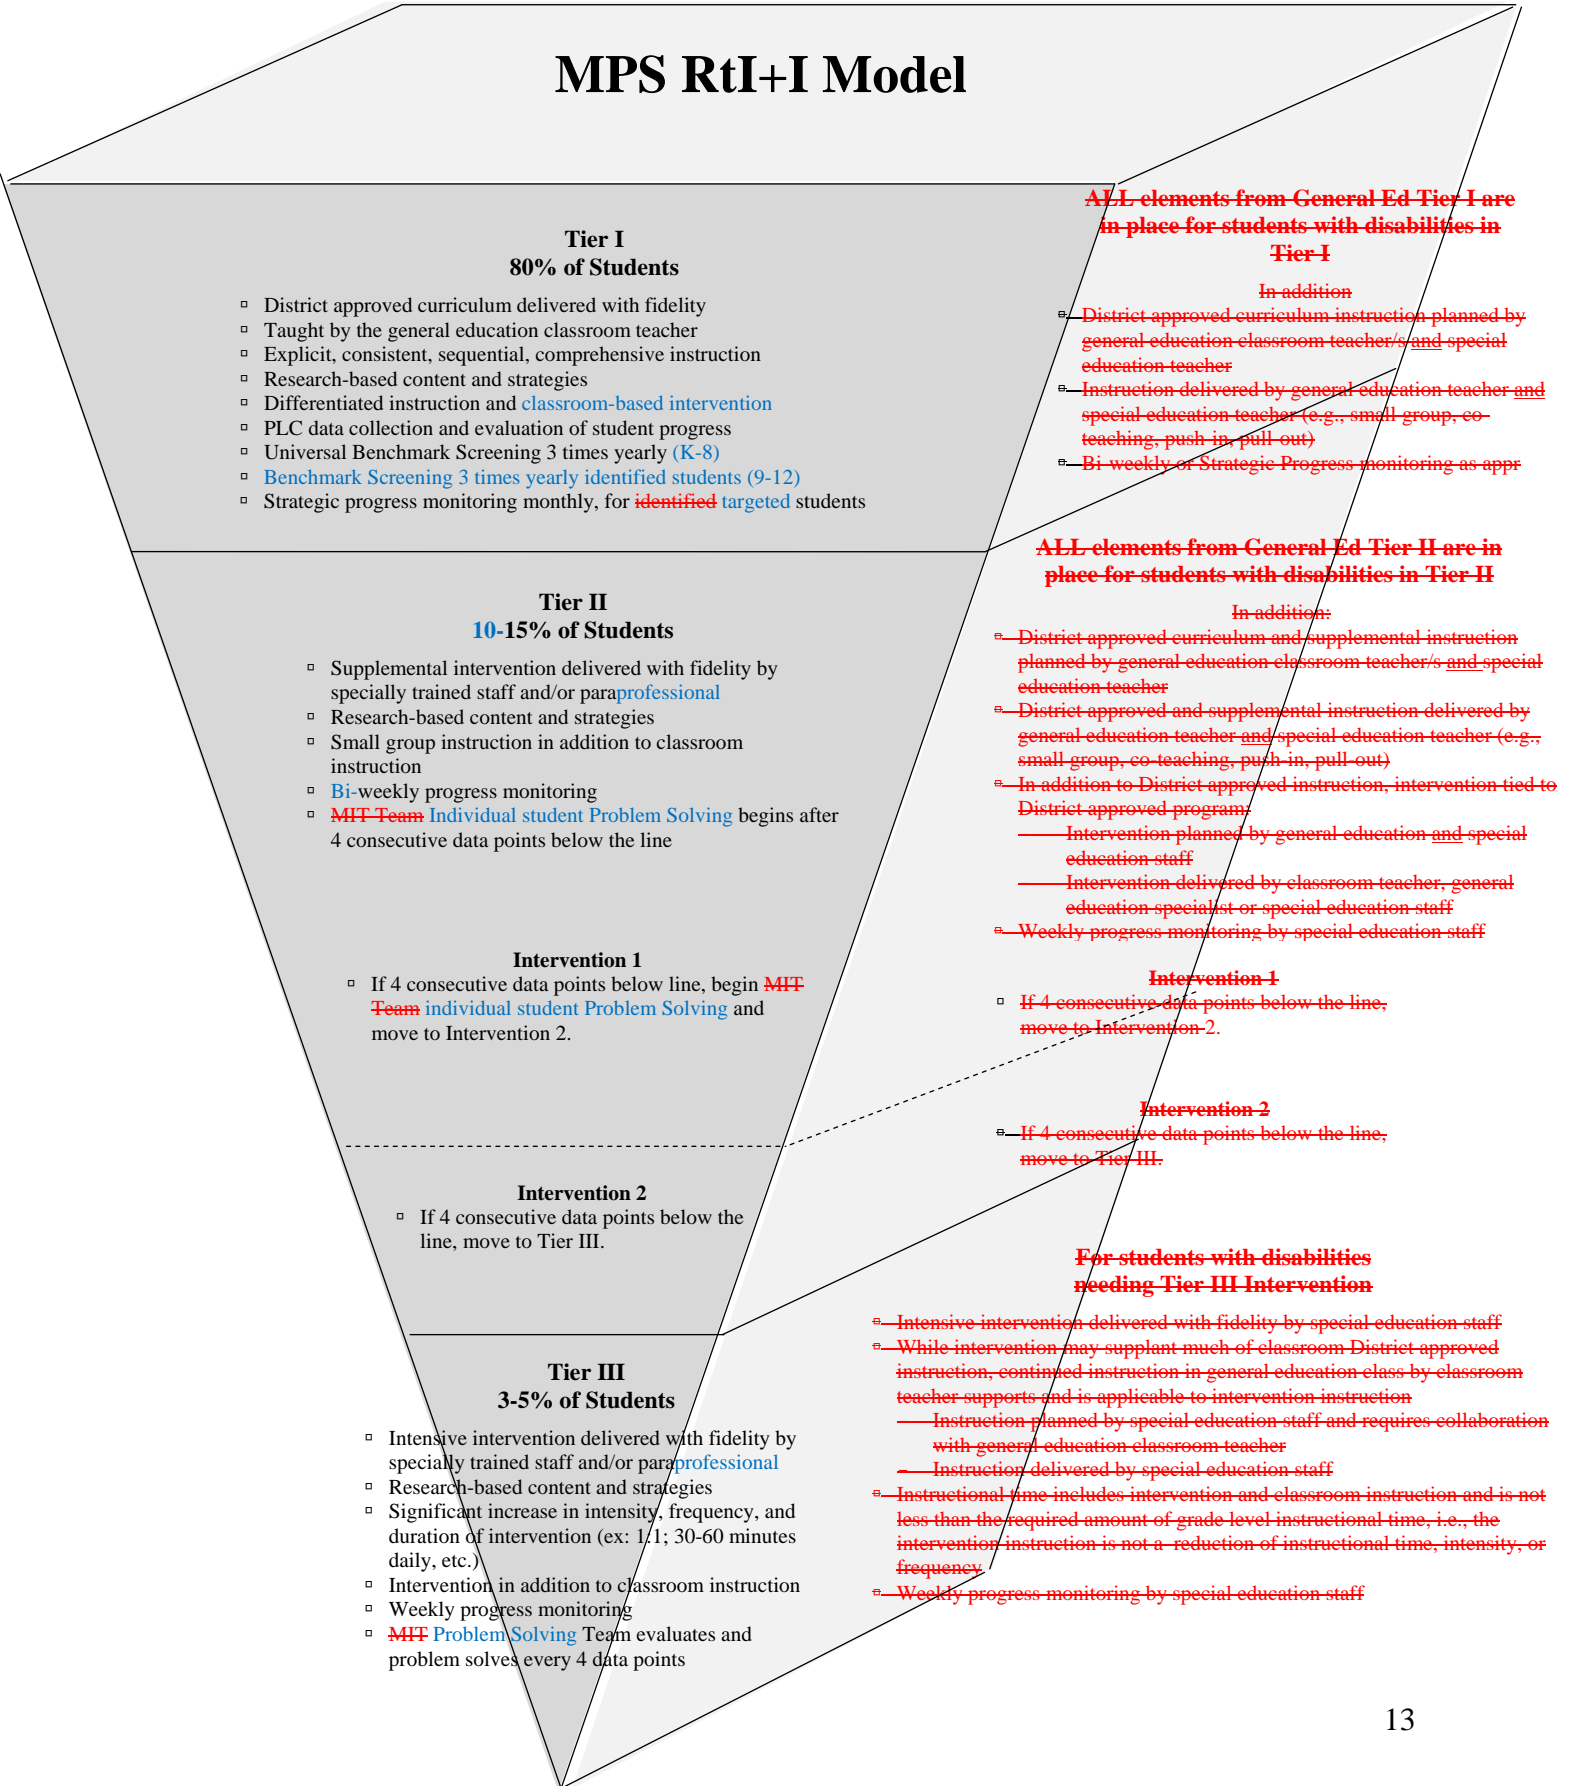 MPS RtI+I Model
Tier I
80% of Students
▫ District approved curriculum delivered with fidelity
▫ Taught by the general education classroom teacher
▫ Explicit, consistent, sequential, comprehensive instruction
▫ Research-based content and strategies
▫ Differentiated instruction and classroom-based intervention
▫ PLC data collection and evaluation of student progress
▫ Universal Benchmark Screening 3 times yearly (K-8)
▫ Benchmark Screening 3 times yearly identified students (9-12)
▫ Strategic progress monitoring monthly, for identified targeted students
Tier II
10-15% of Students
▫ Supplemental intervention delivered with fidelity by
specially trained staff and/or paraprofessional
▫ Research-based content and strategies
▫ Small group instruction in addition to classroom
instruction
▫ Bi-weekly progress monitoring
▫ MIT Team Individual student Problem Solving begins after
4 consecutive data points below the line
Intervention 1
▫ If 4 consecutive data points below line, begin MIT
Team individual student Problem Solving and
move to Intervention 2.
Intervention 2
▫ If 4 consecutive data points below the
line, move to Tier III.
Tier III
3-5% of Students
▫ Intensive intervention delivered with fidelity by
specially trained staff and/or paraprofessional
▫ Research-based content and strategies
▫ Significant increase in intensity, frequency, and
duration of intervention (ex: 1:1; 30-60 minutes
daily, etc.)
▫ Intervention in addition to classroom instruction
▫ Weekly progress monitoring
▫ MIT Problem Solving Team evaluates and
problem solves every 4 data points
ALL elements from General Ed Tier I are
in place for students with disabilities in
Tier I
In addition
▫ District approved curriculum instruction planned by
general education classroom teacher/s and special
education teacher
▫ Instruction delivered by general education teacher and
special education teacher (e.g., small group, co-
teaching, push-in, pull-out)
▫ Bi-weekly or Strategic Progress monitoring as appr
ALL elements from General Ed Tier II are in
place for students with disabilities in Tier II
In addition:
▫ District approved curriculum and supplemental instruction
planned by general education classroom teacher/s and special
education teacher
▫ District approved and supplemental instruction delivered by
general education teacher and special education teacher (e.g.,
small group, co-teaching, push-in, pull-out)
▫ In addition to District approved instruction, intervention tied to
District approved program:
Intervention planned by general education and special
education staff
Intervention delivered by classroom teacher, general
education specialist or special education staff
▫ Weekly progress monitoring by special education staff
Intervention 1
▫ If 4 consecutive data points below the line,
move to Intervention 2.
Intervention 2
▫ If 4 consecutive data points below the line,
move to Tier III.
For students with disabilities
needing Tier III Intervention
▫ Intensive intervention delivered with fidelity by special education staff
▫ While intervention may supplant much of classroom District approved
instruction, continued instruction in general education class by classroom
teacher supports and is applicable to intervention instruction
Instruction planned by special education staff and requires collaboration
with general education classroom teacher
– Instruction delivered by special education staff
▫ Instructional time includes intervention and classroom instruction and is not
less than the required amount of grade level instructional time, i.e., the
intervention instruction is not a reduction of instructional time, intensity, or
frequency
▫ Weekly progress monitoring by special education staff
13